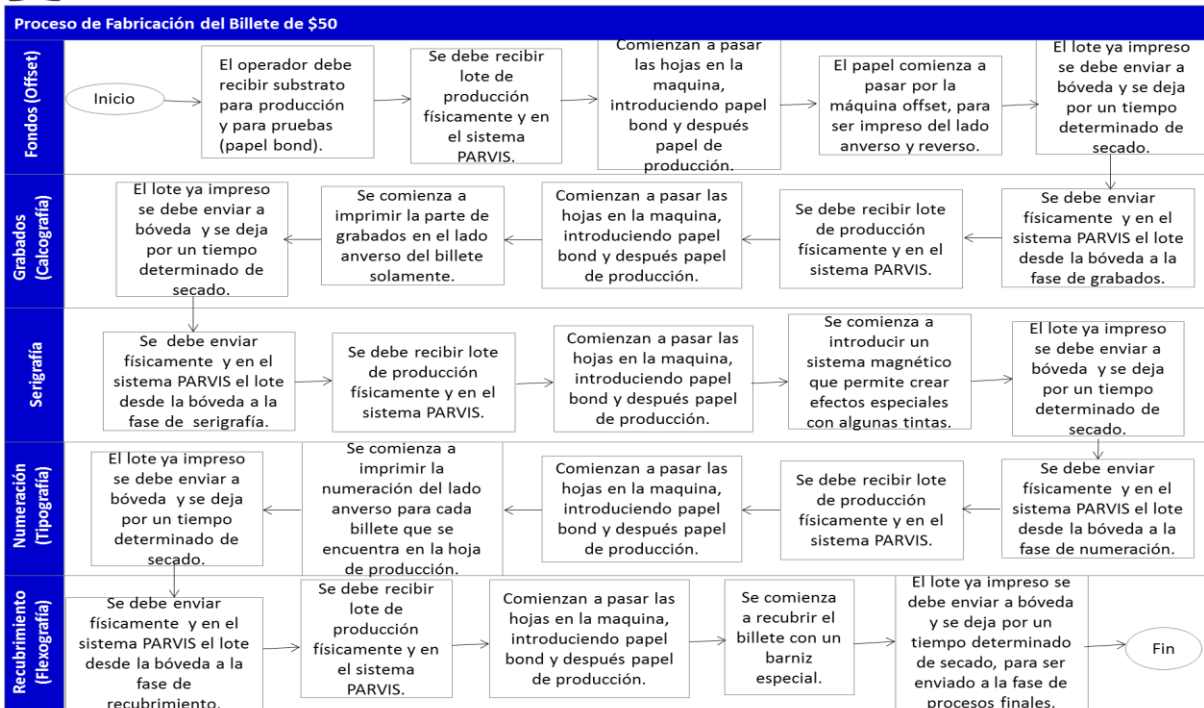 Proceso de Fabricación del Billete de $50
Fondos (Offset)
Inicio
El operador debe
recibir substrato
para producción
y para pruebas
(papel bond).
Se debe recibir
lote de
producción
físicamente y en
el sistema
PARVIS.
Comienzan a pasar
las hojas en la
maquina,
introduciendo papel
bond y después
papel de
producción.
El papel comienza a
pasar por la
máquina offset, para
ser impreso del lado
anverso y reverso.
El lote ya impreso
se debe enviar a
bóveda y se deja
por un tiempo
determinado de
secado.
Grabados
(Calcografía)
Se debe enviar
físicamente y en el
sistema PARVIS el lote
desde la bóveda a la
fase de grabados.
Se debe recibir lote
de producción
físicamente y en el
sistema PARVIS.
Comienzan a pasar las
hojas en la maquina,
introduciendo papel
bond y después papel
de producción.
Se comienza a
imprimir la parte de
grabados en el lado
anverso del billete
solamente.
El lote ya impreso
se debe enviar a
bóveda y se deja
por un tiempo
determinado de
secado.
Serigrafía
Se debe enviar
físicamente y en el
sistema PARVIS el lote
desde la bóveda a la
fase de serigrafía.
Se debe recibir lote
de producción
físicamente y en el
sistema PARVIS.
Comienzan a pasar las
hojas en la maquina,
introduciendo papel
bond y después papel
de producción.
Se comienza a
introducir un
sistema magnético
que permite crear
efectos especiales
con algunas tintas.
El lote ya impreso
se debe enviar a
bóveda y se deja
por un tiempo
determinado de
secado.
Numeración
(Tipografía)
Se debe enviar
físicamente y en el
sistema PARVIS el lote
desde la bóveda a la
fase de numeración.
Se debe recibir lote
de producción
físicamente y en el
sistema PARVIS.
Comienzan a pasar las
hojas en la maquina,
introduciendo papel
bond y después papel
de producción.
Se comienza a
imprimir la
numeración del lado
anverso para cada
billete que se
encuentra en la hoja
de producción.
El lote ya impreso
se debe enviar a
bóveda y se deja
por un tiempo
determinado de
secado.
Recubrimiento
(Flexografía)
Se debe enviar
físicamente y en el
sistema PARVIS el lote
desde la bóveda a la
fase de
recubrimiento.
Se debe recibir
lote de
producción
físicamente y en
el sistema
PARVIS.
Comienzan a pasar las
hojas en la maquina,
introduciendo papel
bond y después papel
de producción.
Se comienza
a recubrir el
billete con un
barniz
especial.
El lote ya impreso se
debe enviar a bóveda
y se deja por un
tiempo determinado
de secado, para ser
enviado a la fase de
procesos finales.
Fin